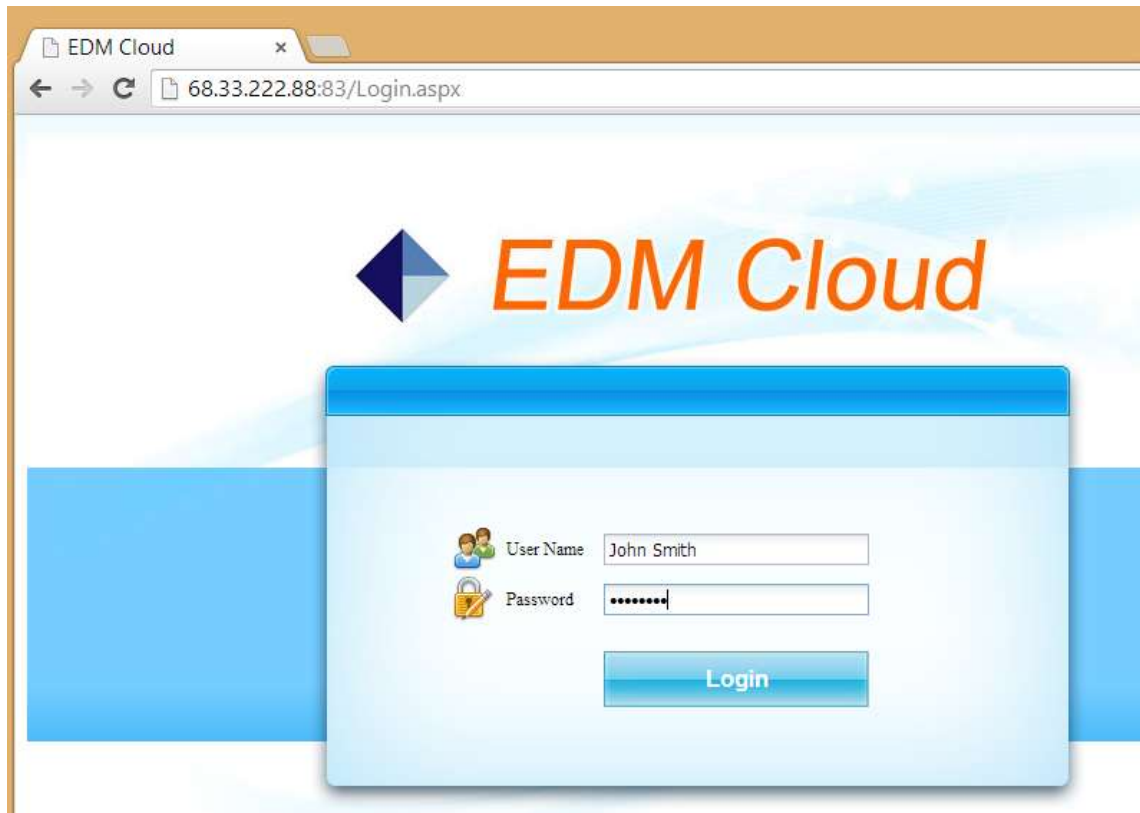 EDM Cloud ×
68.33.222.88:83/Login.aspx
EDM Cloud
User Name John Smith
Password ••••••••
Login